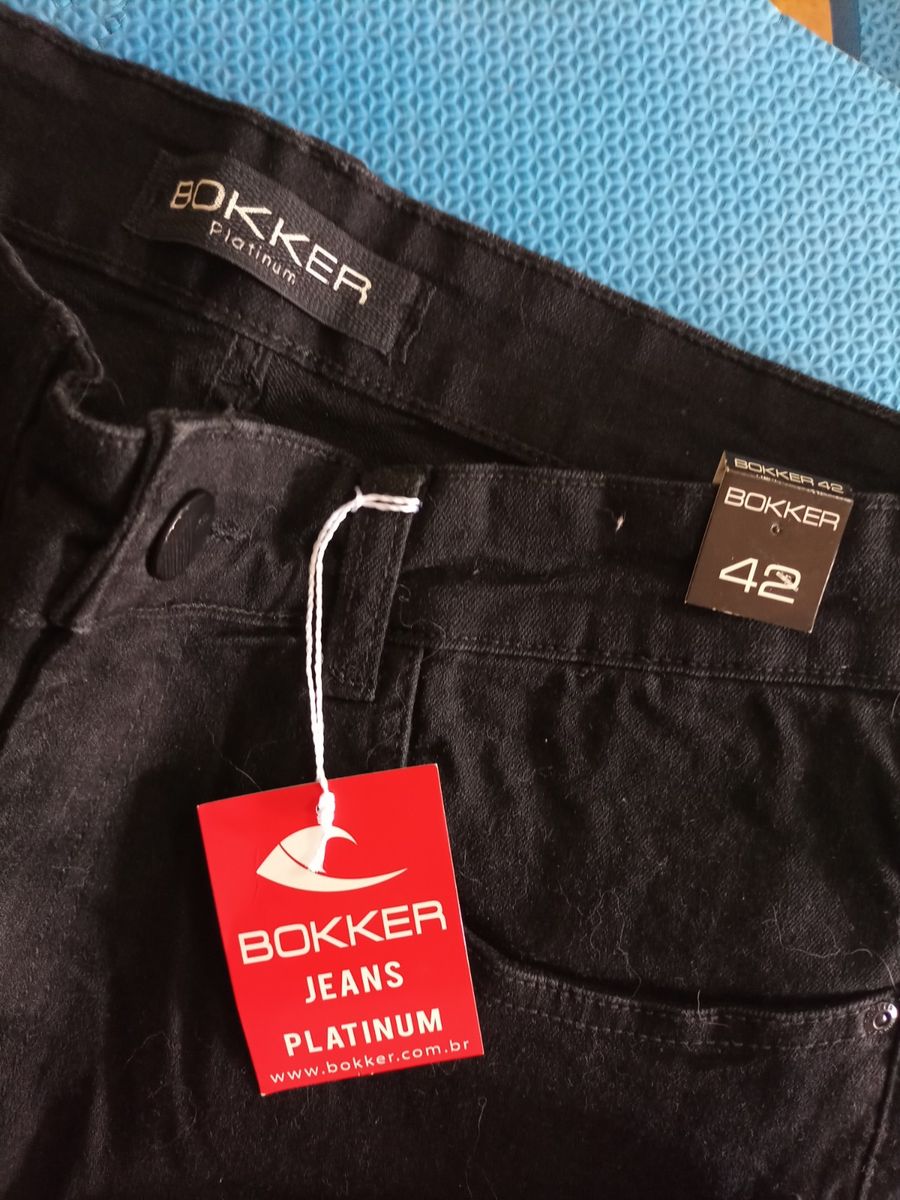 BOKKER
Platinum
BOKKER 42
BOKKER
42
BOKKER
JEANS
PLATINUM
www.bokker.com.br